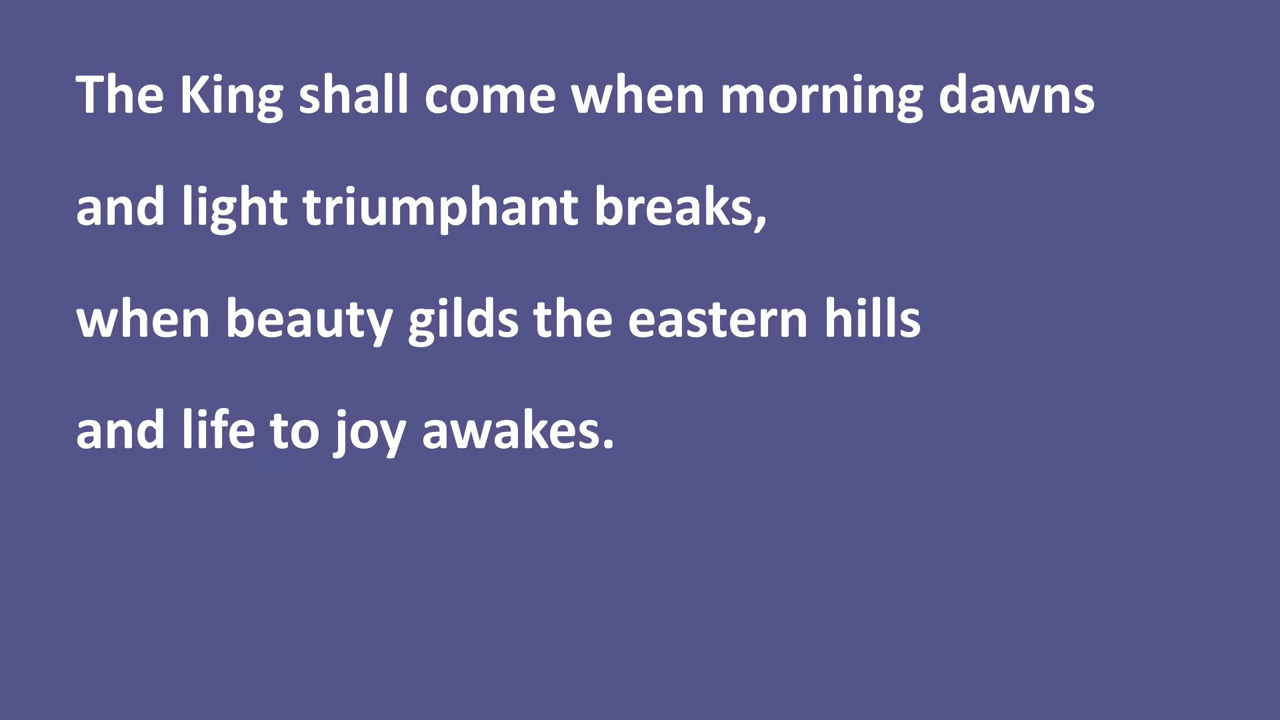 The King shall come when morning dawns
and light triumphant breaks,
when beauty gilds the eastern hills
and life to joy awakes.